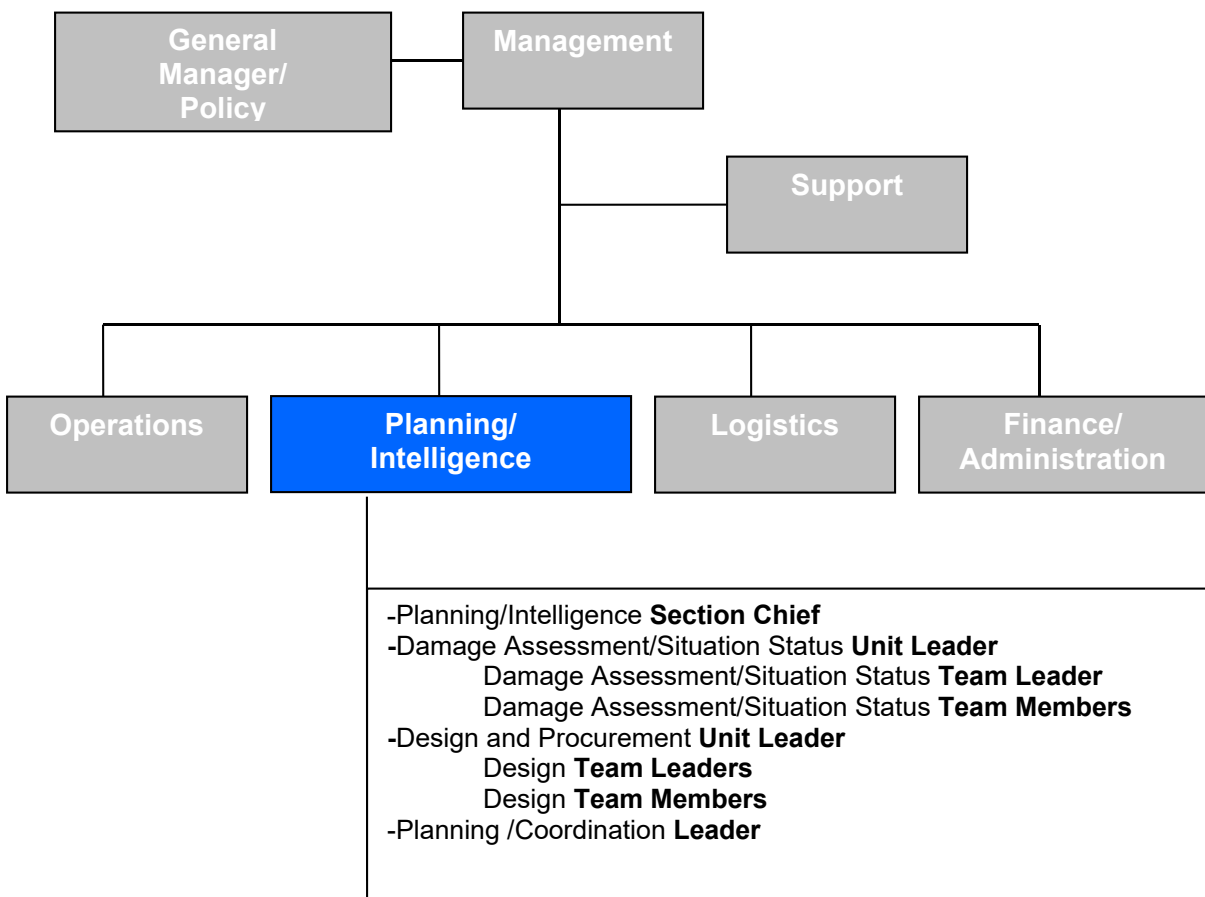 General
Manager/
Policy
Management
Support
Operations
Planning/
Intelligence
Logistics
Finance/
Administration
-Planning/Intelligence Section Chief
-Damage Assessment/Situation Status Unit Leader
Damage Assessment/Situation Status Team Leader
Damage Assessment/Situation Status Team Members
-Design and Procurement Unit Leader
Design Team Leaders
Design Team Members
-Planning /Coordination Leader